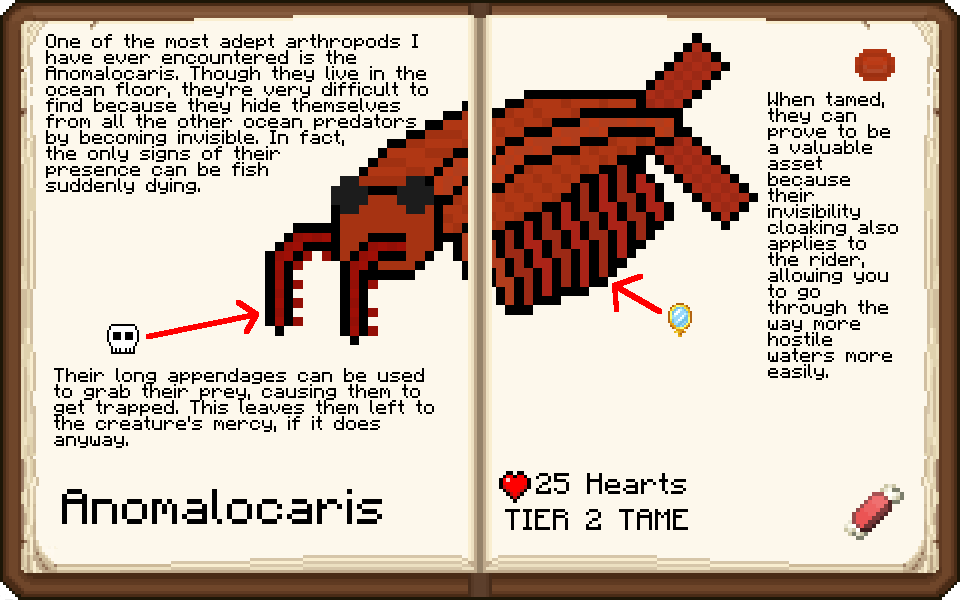 One of the most adept arthropods I
have ever encountered is the
Anomalocaris. Though they live in the
ocean floor, they're very difficult to
find because they hide themselves
from all the other ocean predators
by becoming invisible. In fact,
the only signs of their
presence can be fish
suddenly dying.
Their long appendages can be used
to grab their prey, causing them to
get trapped. This leaves them left to
the creature's mercy, if it does
anyway.
Anomalocaris
When tamed,
they can
prove to be
a valuable
asset
because
their
invisibility
cloaking also
applies to
the rider,
allowing you
to go
through the
way more
hostile
waters more
easily.
25 Hearts
TIER 2 TAME